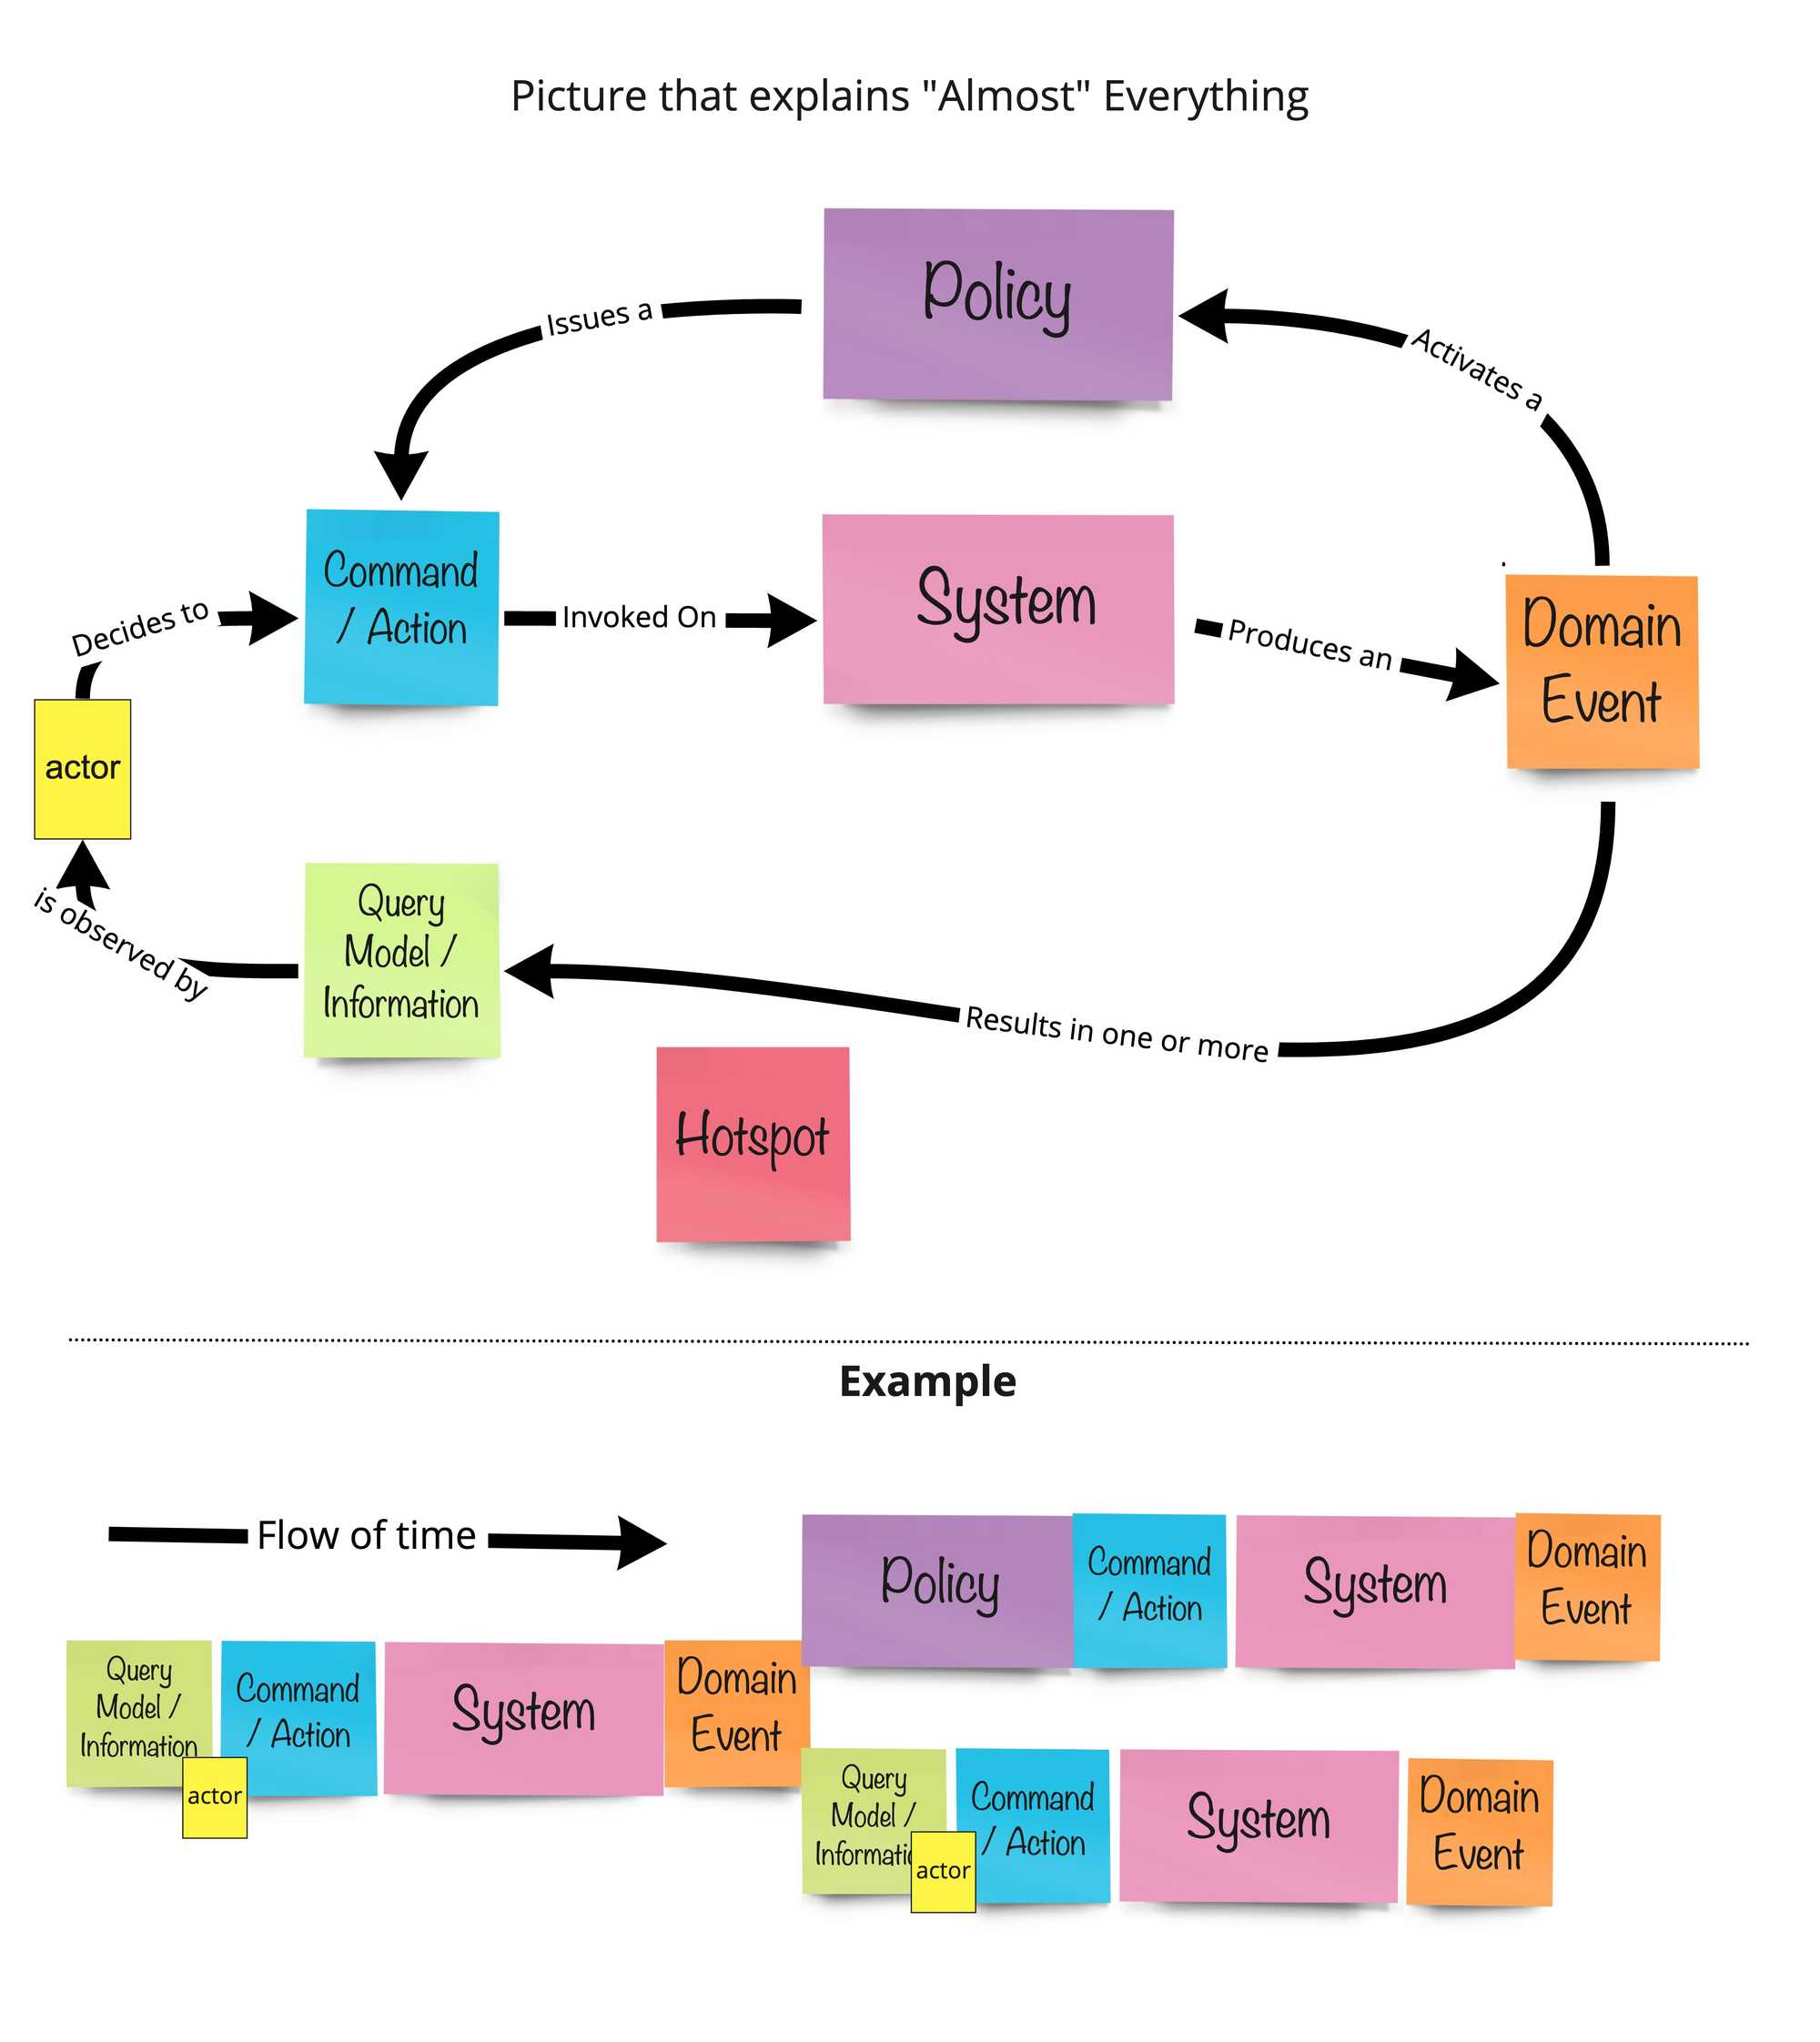 Picture that explains "Almost" Everything
Policy
Issues a
Activates a
Command
/ Action
Invoked On
System
Produces an
Domain
Event
Decides to
actor
is observed by
Query
Model /
Information
Results in one or more
Hotspot
Example
Flow of time
Query
Model /
Information
actor
Command
/ Action
System
Domain
Event
Policy
Command
/ Action
System
Domain
Event
Query
Model /
Informatio
actor
Command
/ Action
System
Domain
Event